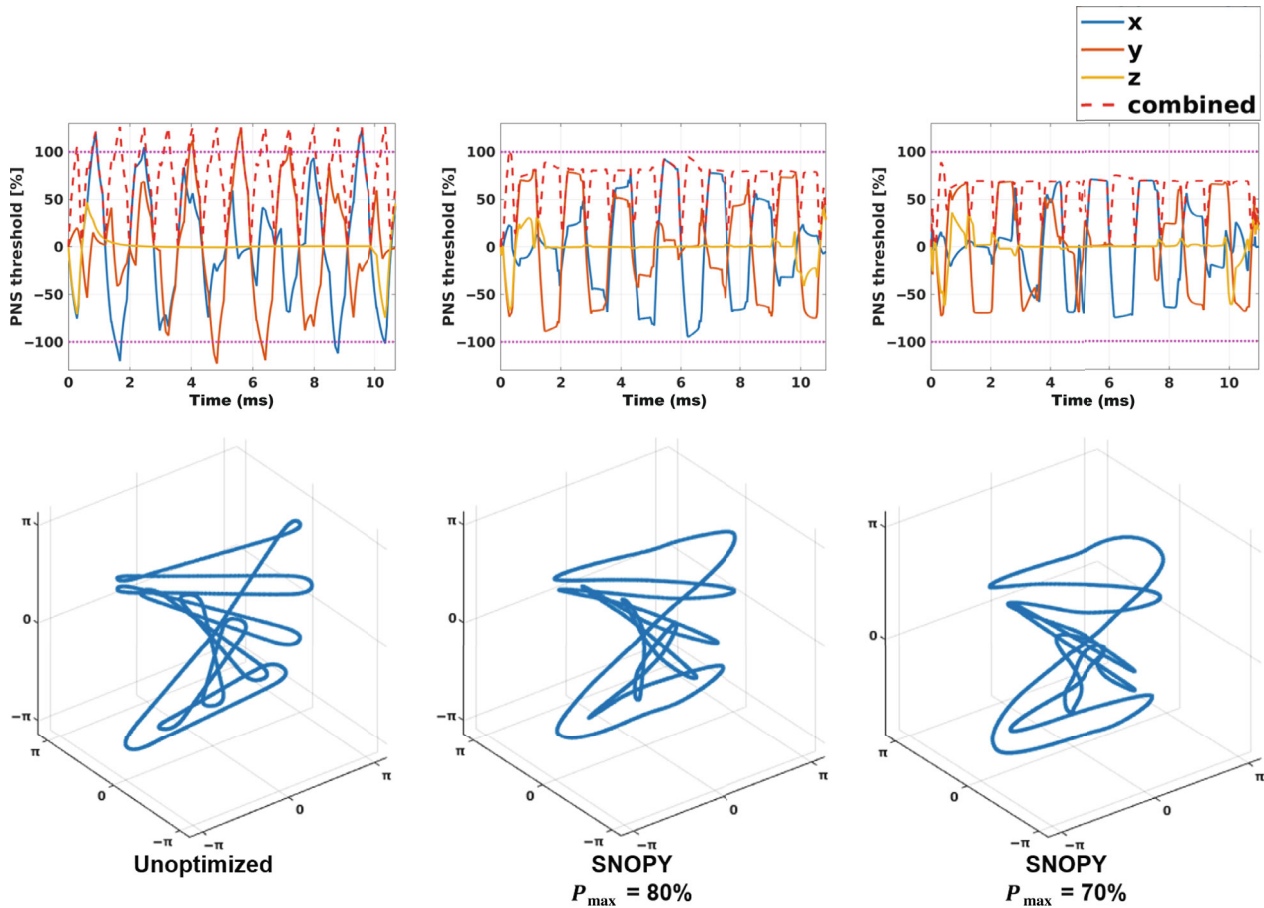 x
y
z
combined
PNS threshold [%]
100
50
0
−50
−100
0 2 4 6 8 10
Time (ms)
PNS threshold [%]
100
50
0
−50
−100
0 2 4 6 8 10
Time (ms)
PNS threshold [%]
100
50
0
−50
−100
0 2 4 6 8 10
Time (ms)
π
0
−π
π
0
−π
−π
0
π
π
0
−π
π
0
−π
−π
0
π
π
0
−π
π
0
−π
−π
0
π
Unoptimized
SNOPY
P max = 80%
SNOPY
P max = 70%